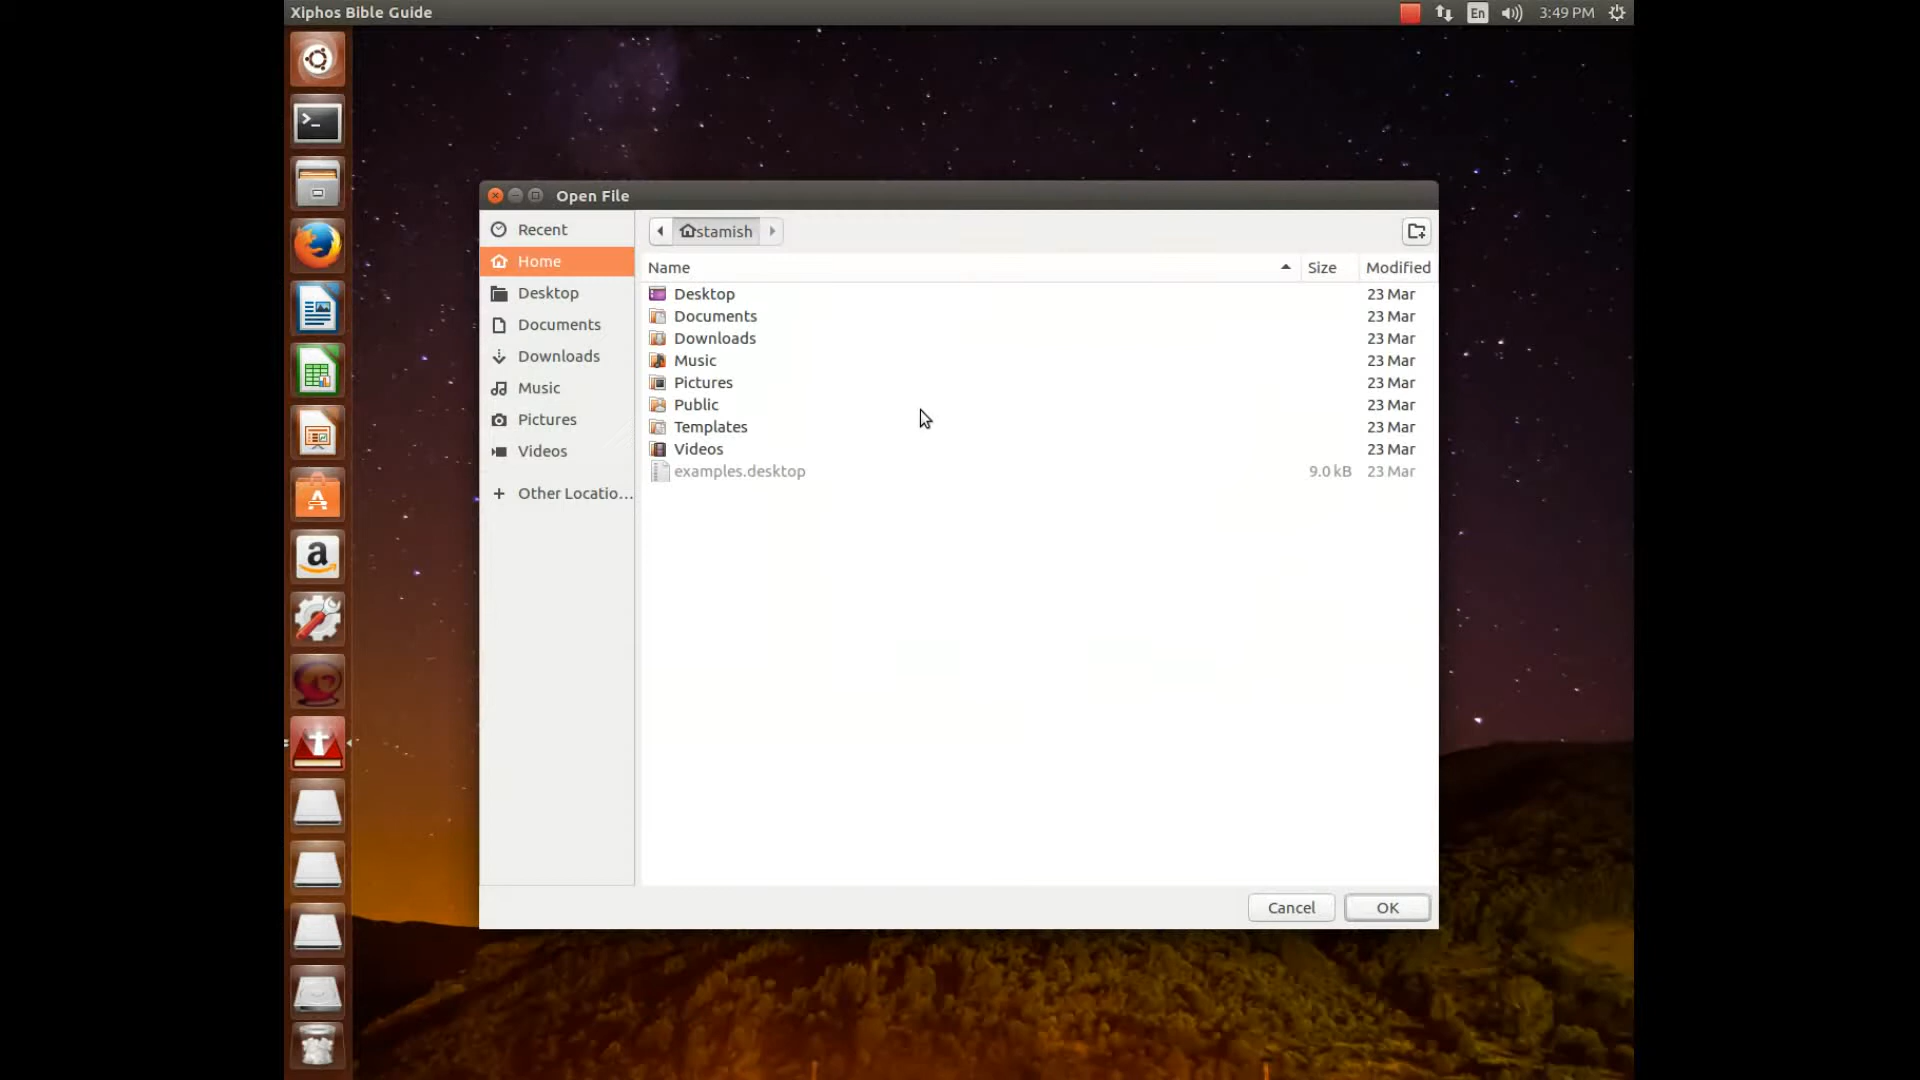 Xiphos Bible Guide
En
3:49 PM
Open File
Recent
Home
Desktop
Documents
Downloads
Music
Pictures
Videos
Other Locatio...
stamish
Name Size Modified
Desktop 23 Mar
Documents 23 Mar
Downloads 23 Mar
Music 23 Mar
Pictures 23 Mar
Public 23 Mar
Templates 23 Mar
Videos 23 Mar
examples.desktop 9.0 kB 23 Mar
Cancel OK